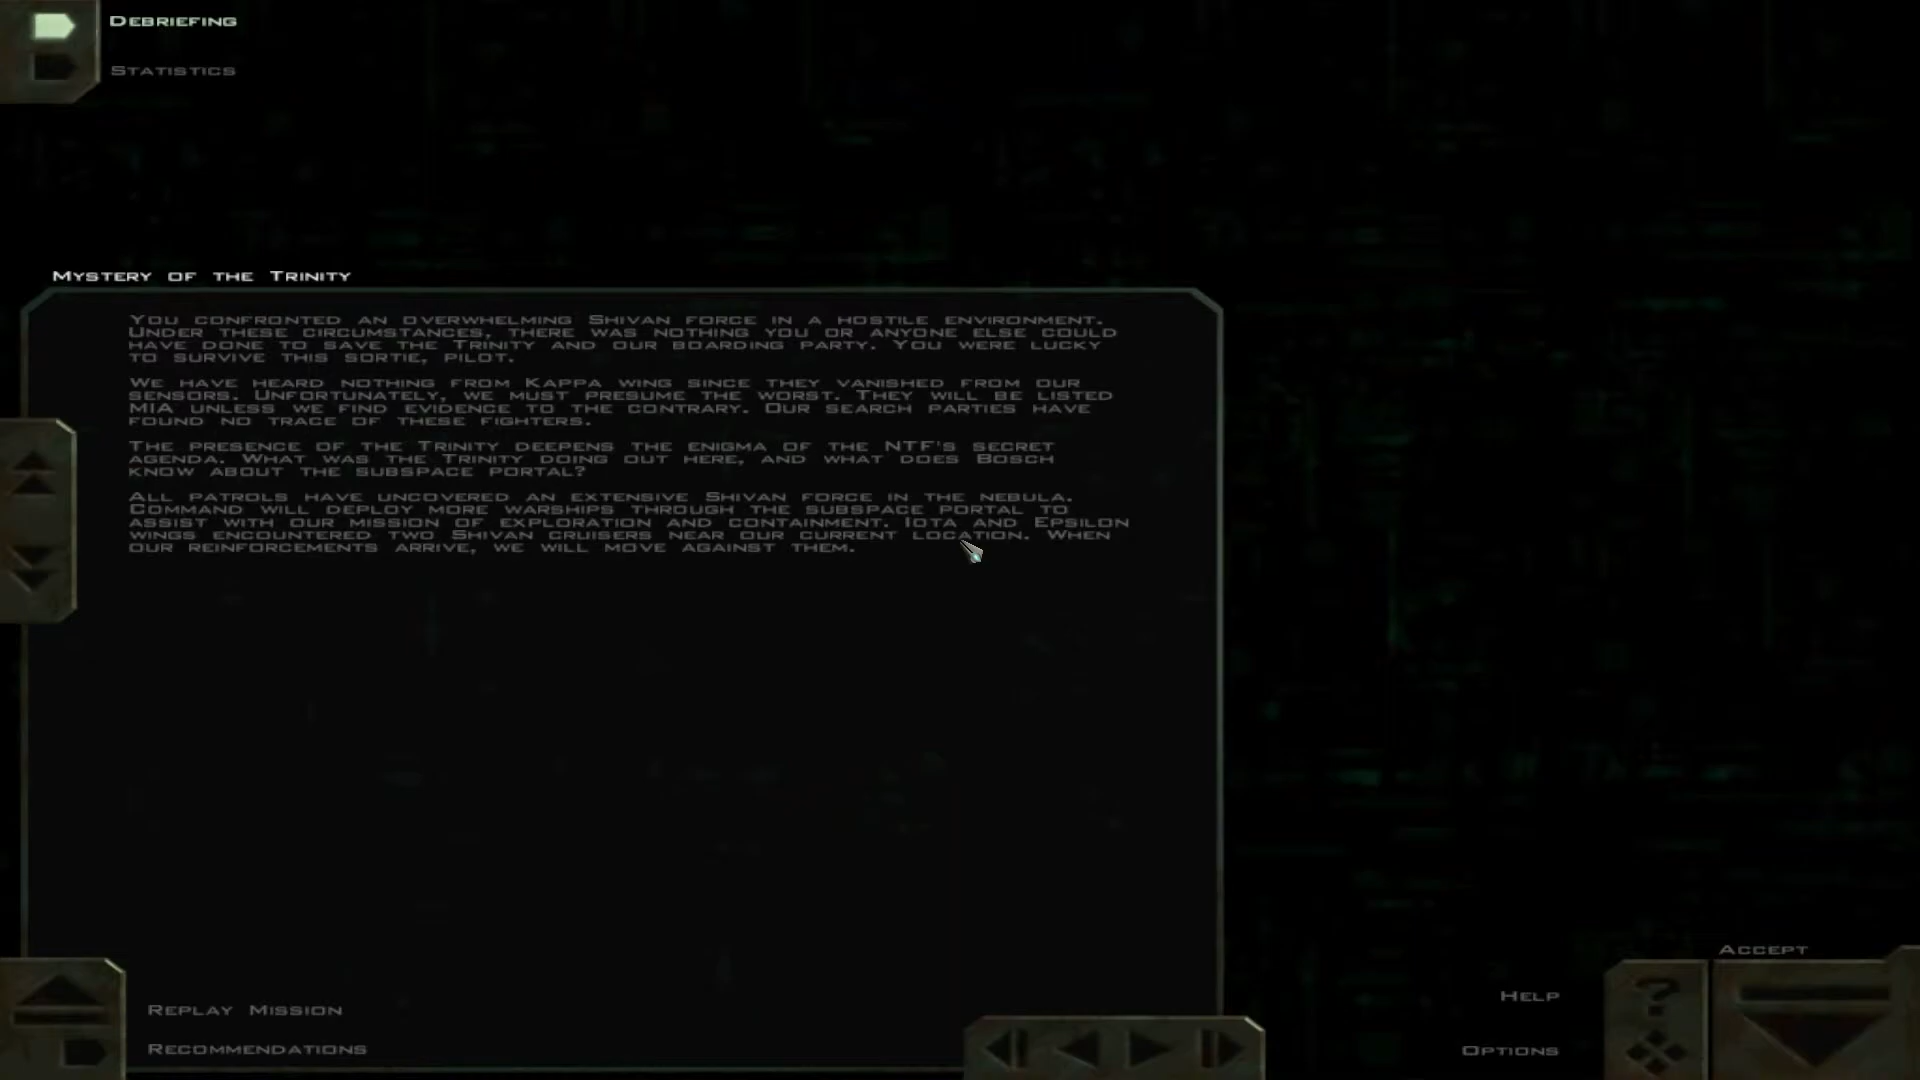 Debriefing
Statistics
Mystery of the Trinity
You confronted an overwhelming Shivan force in a hostile environment.
Under these circumstances, there was nothing you or anyone else could
have done to save the Trinity and our boarding party. You were lucky
to survive this sortie, pilot.
We have heard nothing from Kappa wing since they vanished from our
sensors. Unfortunately, we must presume the worst. They will be listed
MIA unless we find evidence to the contrary. Our search parties have
found no trace of these fighters.
The presence of the Trinity deepens the enigma of the NTF's secret
agenda. What was the Trinity doing out here, and what does Bosch
know about the subspace portal?
All patrols have uncovered an extensive Shivan force in the nebula.
Command will deploy more warships through the subspace portal to
assist with our mission of exploration and containment. Iota and Epsilon
wings encountered two Shivan cruisers near our current location. When
our reinforcements arrive, we will move against them.
Accept
Help
Replay Mission
Recommendations
Options